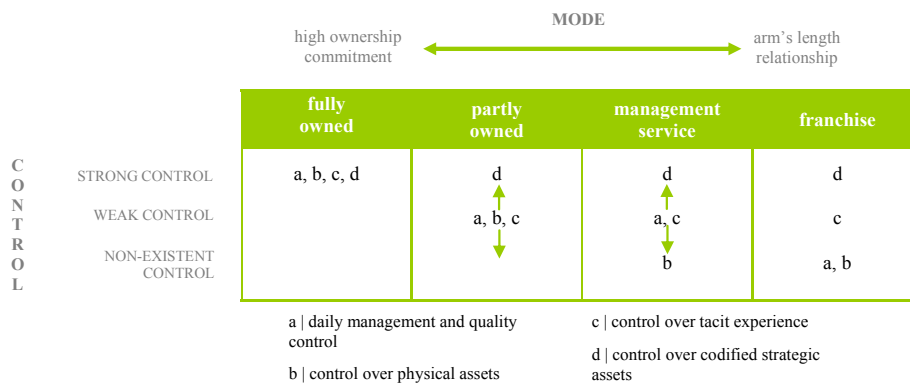 MODE
high ownership
commitment
arm's length
relationship
fully
owned
partly
owned
management
service
franchise
CONTROL
STRONG CONTROL
a, b, c, d
d
d
d
WEAK CONTROL
a, b, c
a, c
c
NON-EXISTENT
CONTROL
b
a, b
a | daily management and quality
control
b | control over physical assets
c | control over tacit experience
d | control over codified strategic
assets